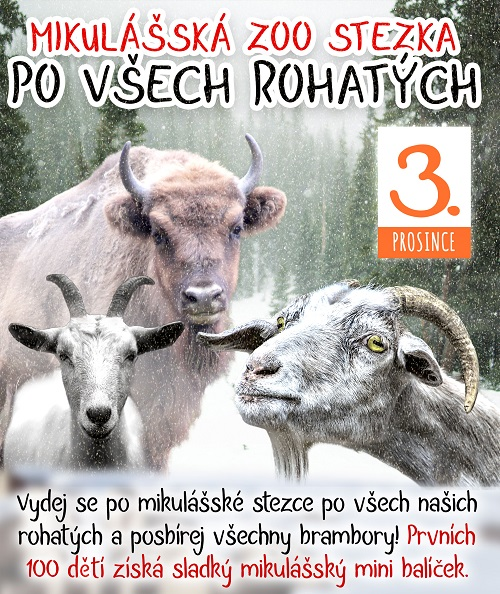 MIKULÁŠSKÁ ZOO STEZKA
PO VŠECH ROHATÝCH
3.
PROSINCE
Vydej se po mikulášské stezce po všech našich
rohatých a posbírej všechny brambory! Prvních
100 dětí získá sladký mikulášský mini balíček.